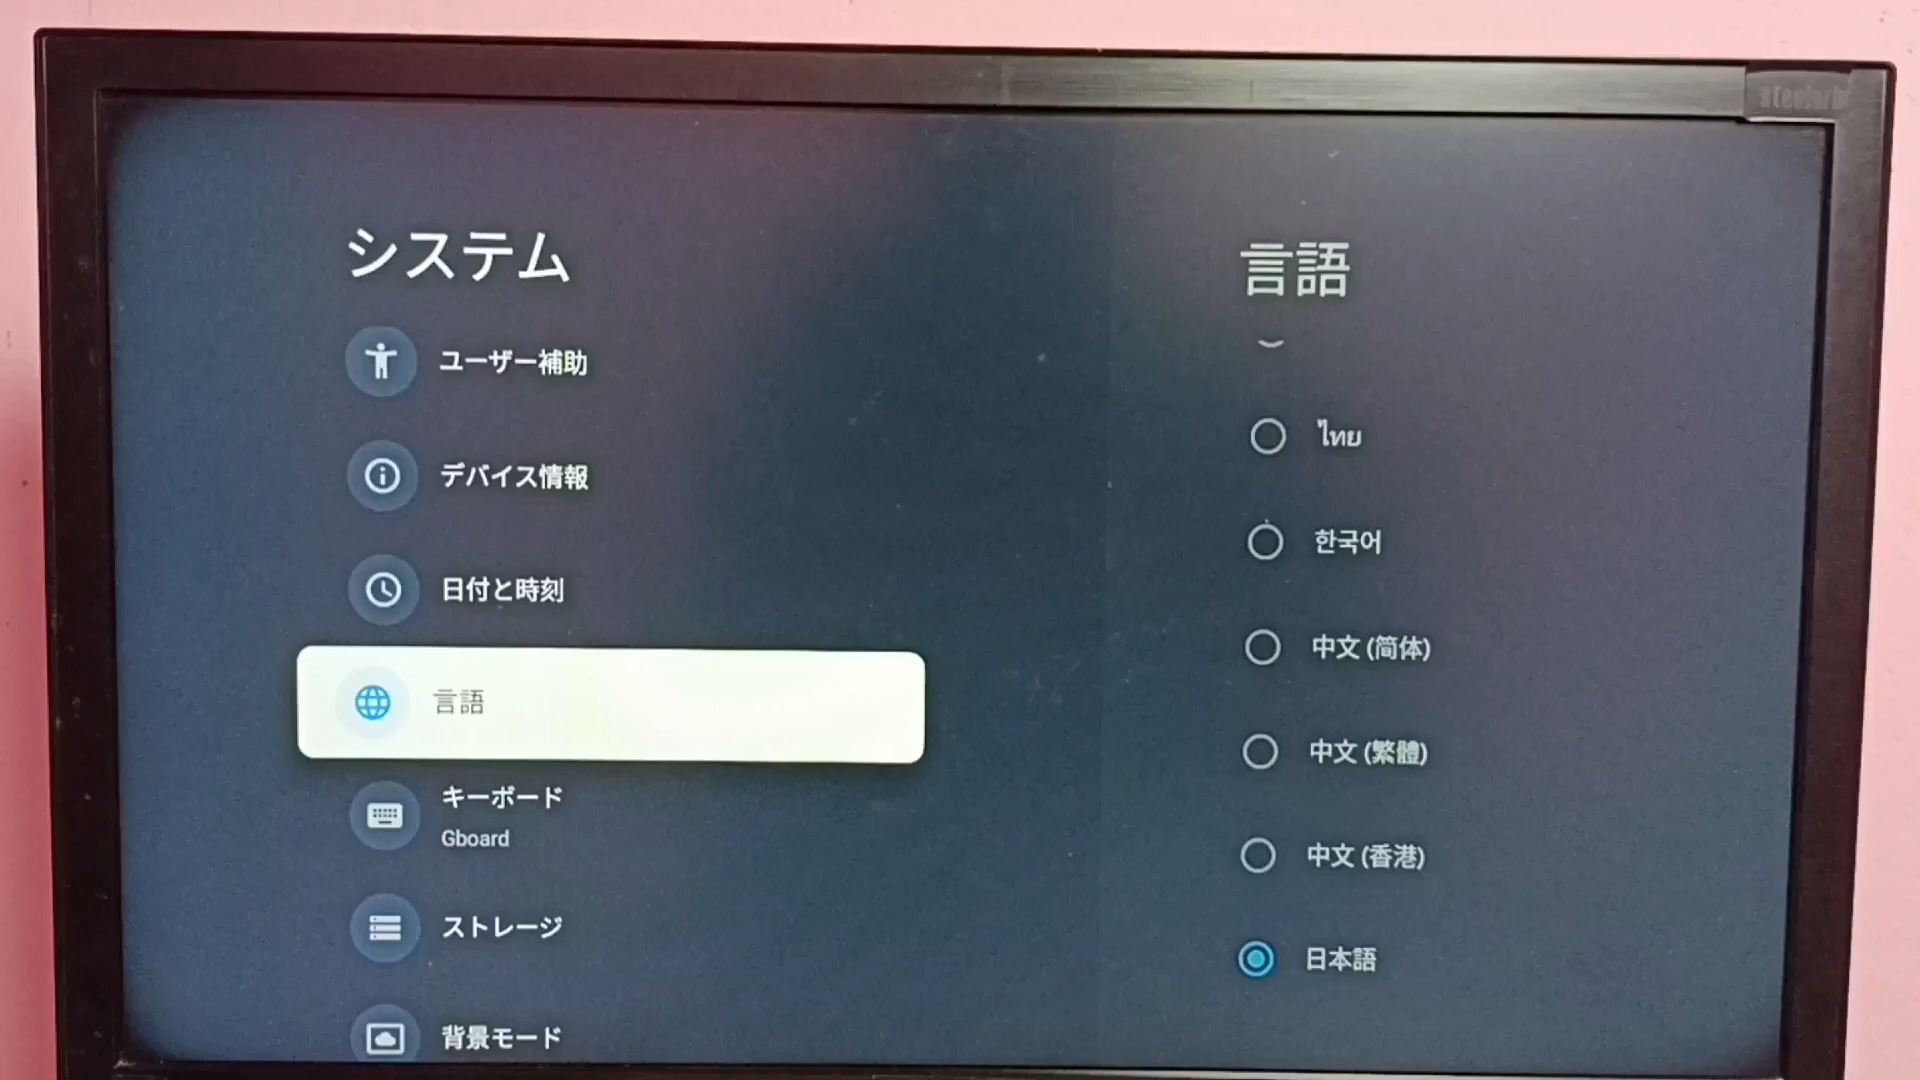 システム
ユーザー補助
デバイス情報
日付と時刻
言語
キーボード
Gboard
ストレージ
背景モード
言語
ไทย
한국어
中文 (简体)
中文 (繁體)
中文 (香港)
日本語